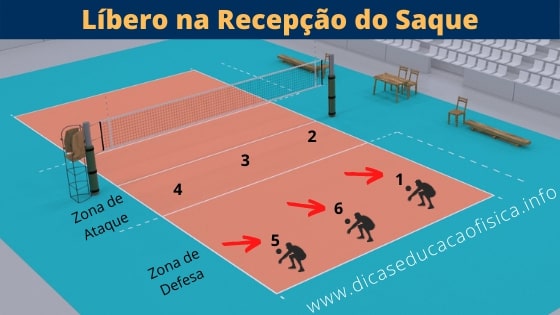 Líbero na Recepção do Saque
2
3
4
1
6
5
Zona de
Ataque
Zona de
Defesa
www.dicaseducacaofisica.info